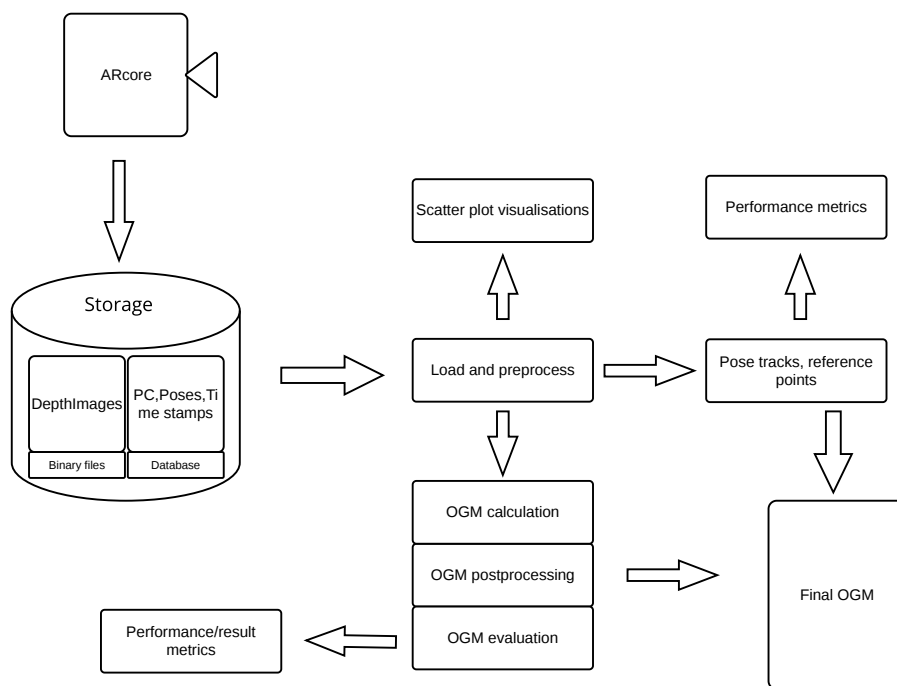 ARcore
Scatter plot visualisations
Performance metrics
Storage
DepthImages
PC,Poses,Ti
me stamps
Binary files
Database
Load and preprocess
Pose tracks, reference
points
OGM calculation
OGM postprocessing
OGM evaluation
Final OGM
Performance/result
metrics